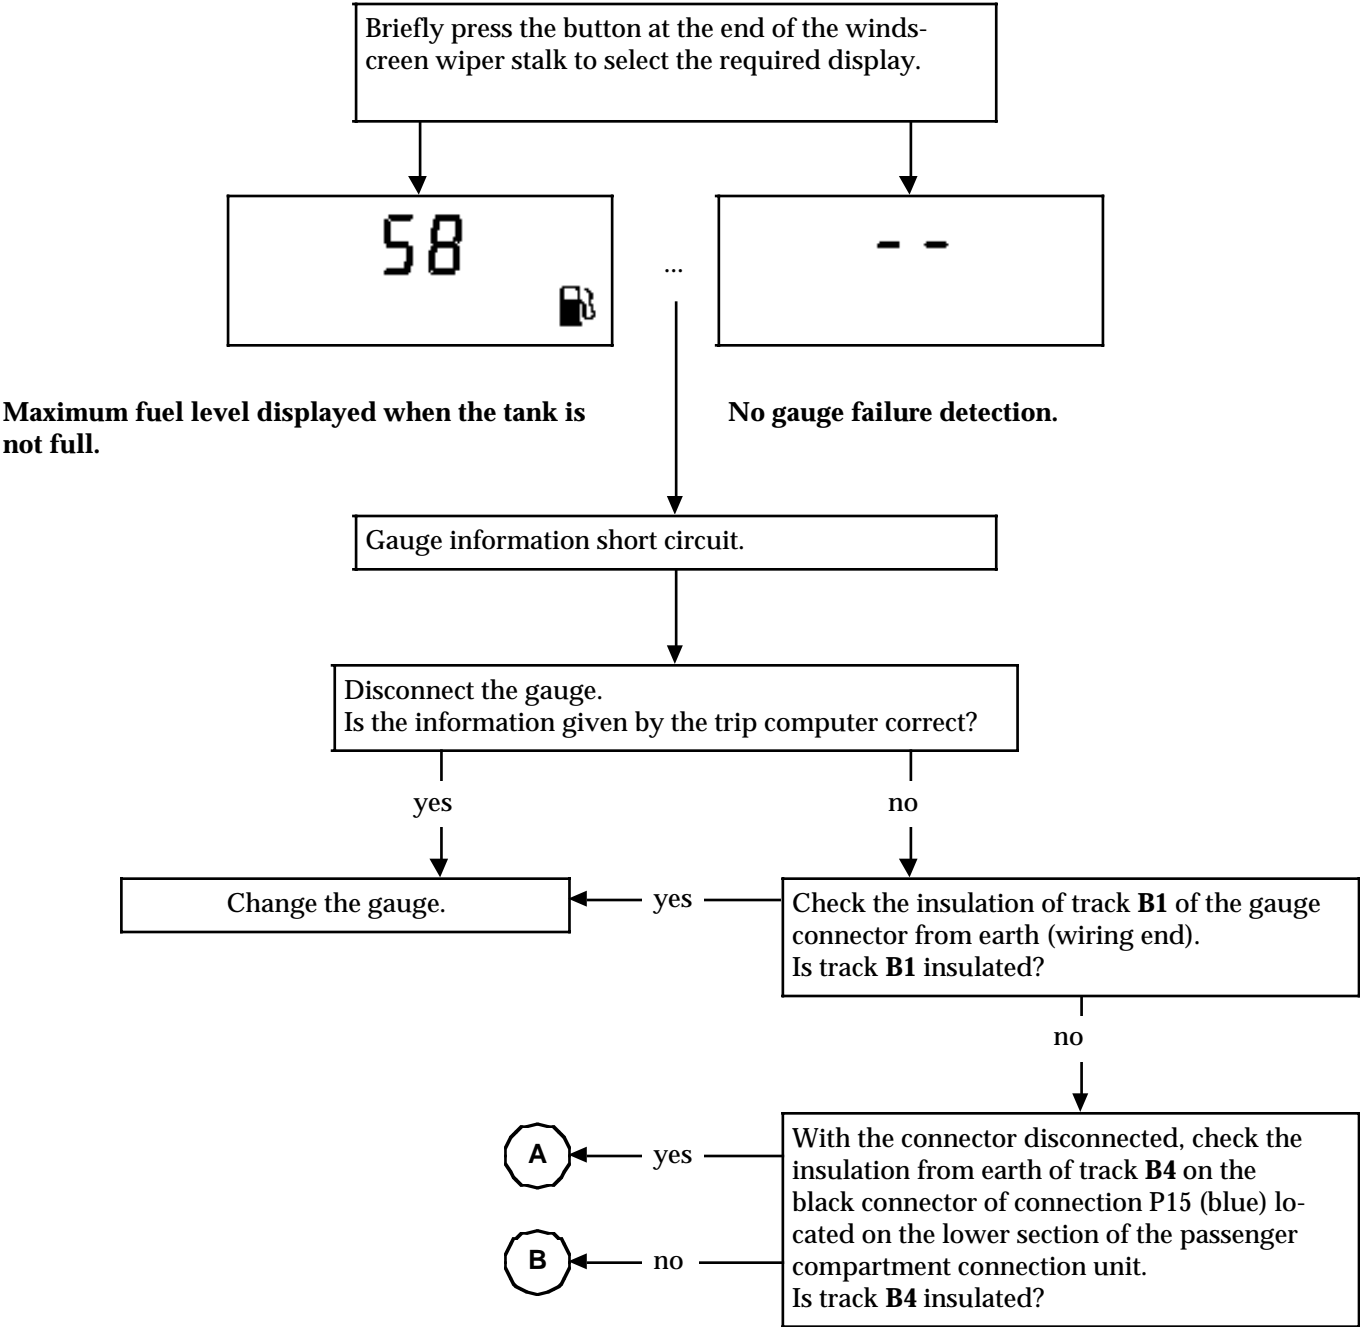 Briefly press the button at the end of the winds-
creen wiper stalk to select the required display.
58
...
- -
Maximum fuel level displayed when the tank is
not full.
No gauge failure detection.
Gauge information short circuit.
Disconnect the gauge.
Is the information given by the trip computer correct?
yes
no
Change the gauge.
yes
Check the insulation of track B1 of the gauge
connector from earth (wiring end).
Is track B1 insulated?
no
A
yes
With the connector disconnected, check the
insulation from earth of track B4 on the
black connector of connection P15 (blue) lo-
cated on the lower section of the passenger
compartment connection unit.
Is track B4 insulated?
B
no